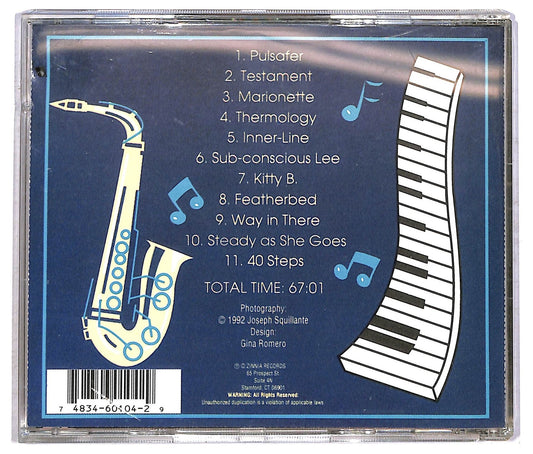 1. Pulsafer
2. Testament
3. Marionette
4. Thermology
5. Inner-Line
6. Sub-conscious Lee
7. Kitty B.
8. Featherbed
9. Way in There
10. Steady as She Goes
11. 40 Steps
TOTAL TIME: 67:01
Photography:
© 1992 Joseph Squillante
Design:
Gina Romero
℗ © ZINNIA RECORDS
65 Prospect St.
Suite 4N
Stamford, CT 06901
WARNING: All Rights Reserved.
Unauthorized duplication is a violation of applicable laws
7 4834-60104-2 9